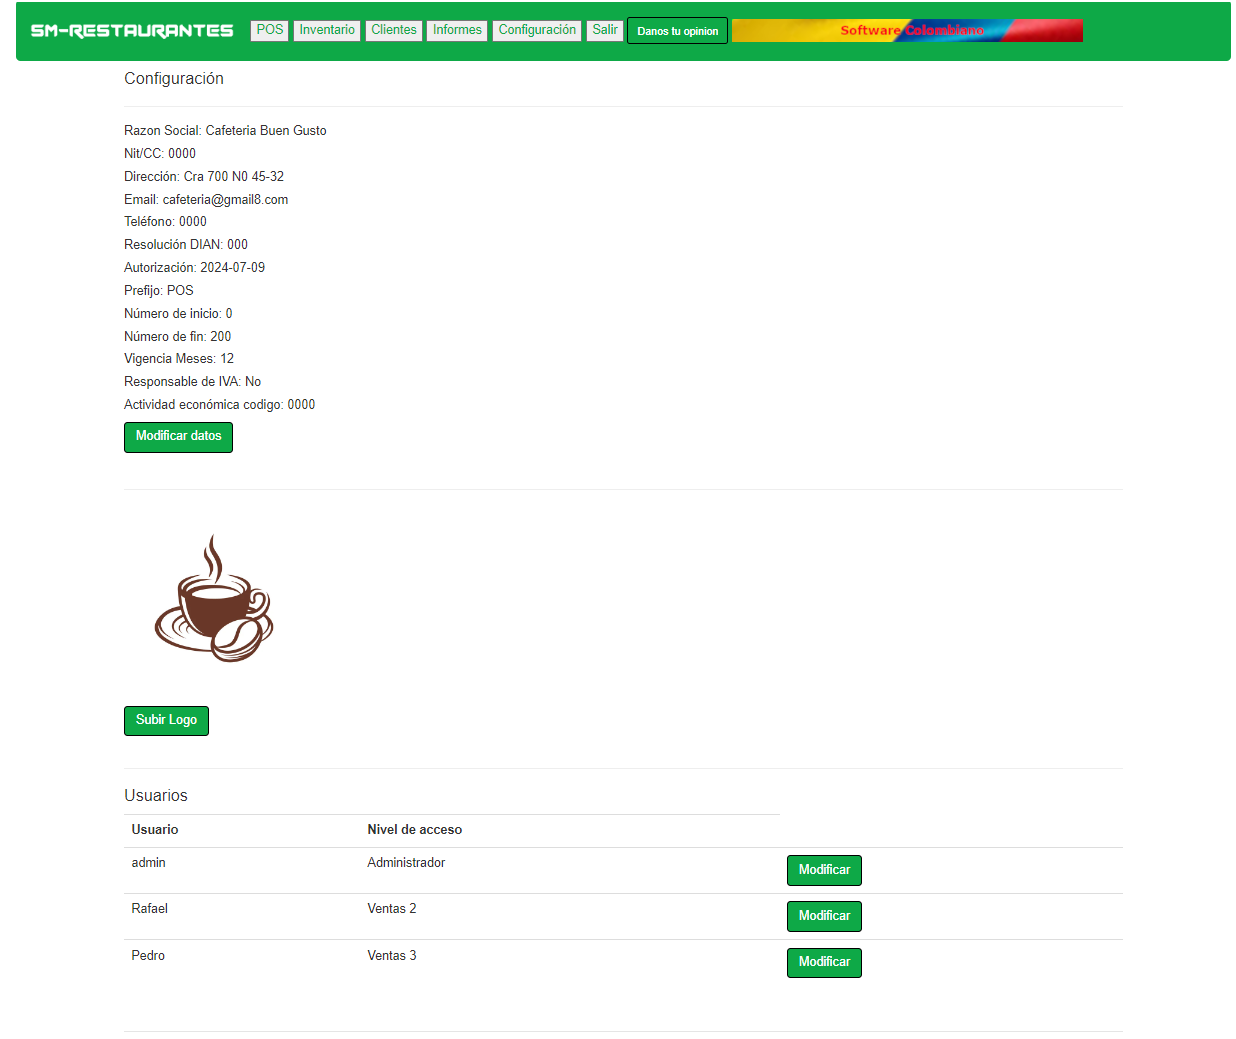 SM-RESTAURANTES POS Inventario Clientes Informes Configuración Salir Danos tu opinion Software Colombiano
Configuración
Razon Social: Cafeteria Buen Gusto
Nit/CC: 0000
Dirección: Cra 700 N0 45-32
Email: cafeteria@gmail8.com
Teléfono: 0000
Resolución DIAN: 000
Autorización: 2024-07-09
Prefijo: POS
Número de inicio: 0
Número de fin: 200
Vigencia Meses: 12
Responsable de IVA: No
Actividad económica codigo: 0000
Modificar datos
Subir Logo
Usuarios
Usuario Nivel de acceso
admin Administrador Modificar
Rafael Ventas 2 Modificar
Pedro Ventas 3 Modificar